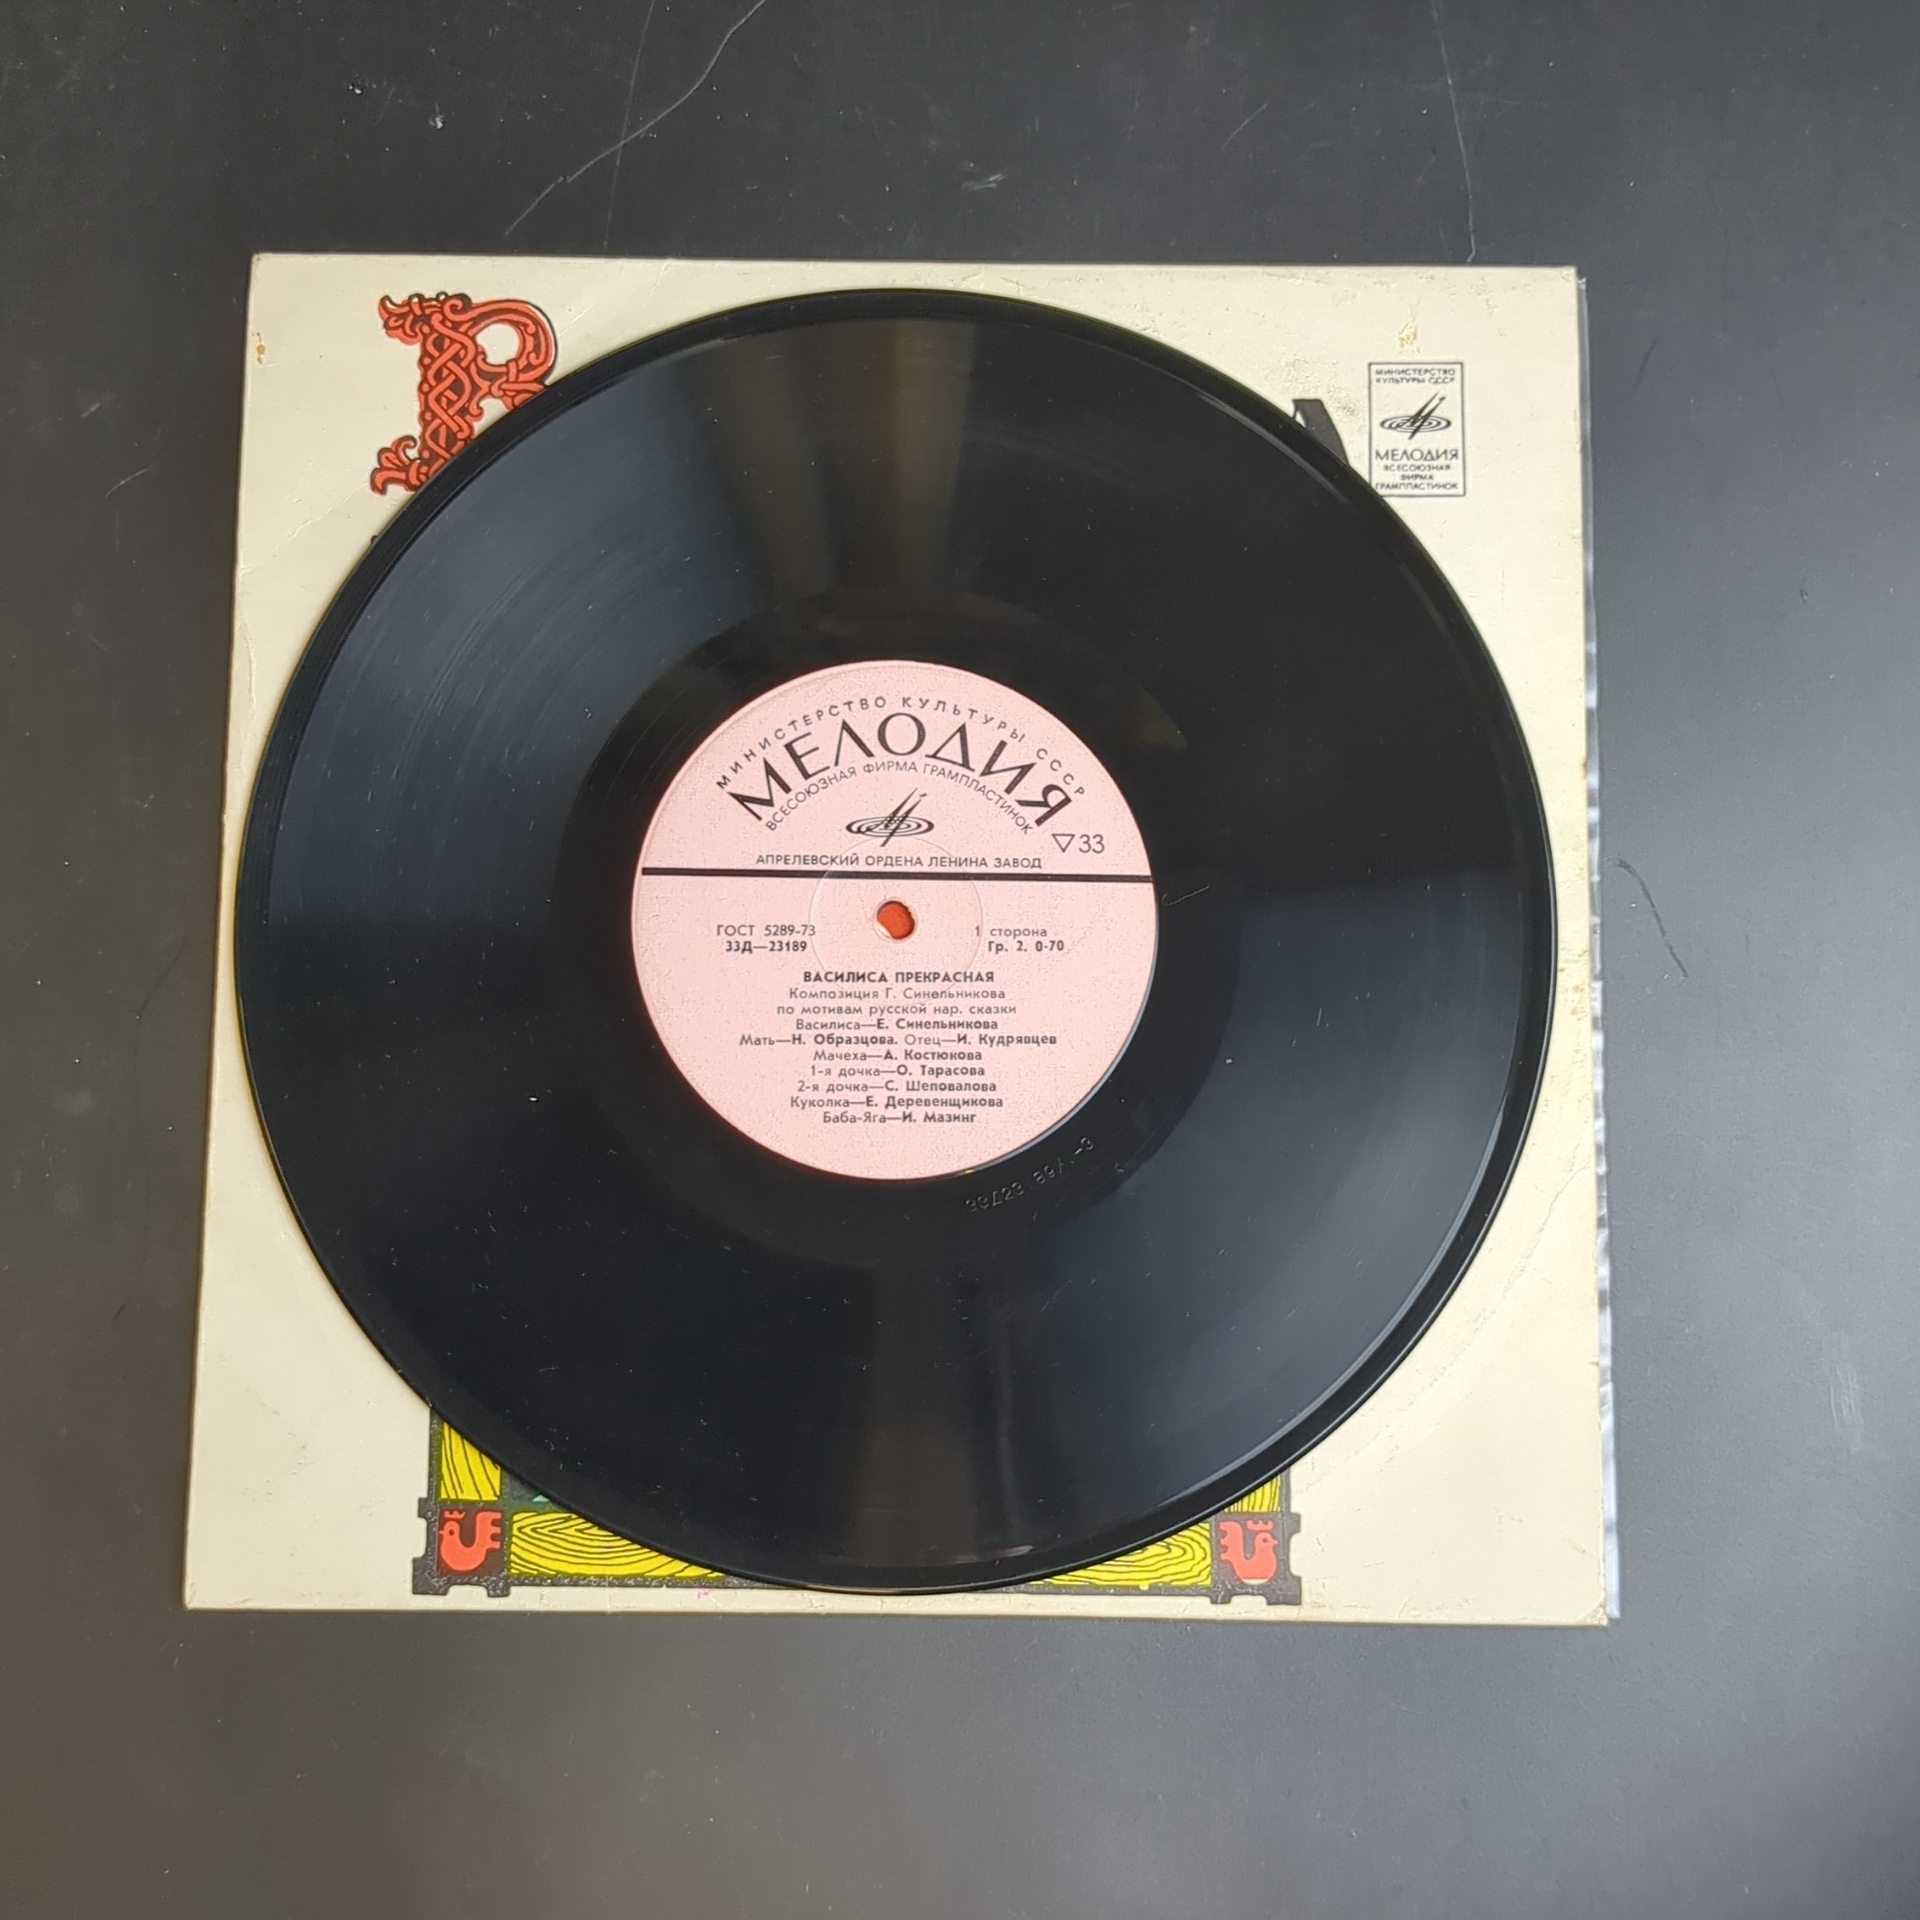 МИНИСТЕРСТВО
КУЛЬТУРЫ СССР
МЕЛОДИЯ
ВСЕСОЮЗНАЯ
ФИРМА
ГРАМПЛАСТИНОК
МИНИСТЕРСТВО КУЛЬТУРЫ СССР
МЕЛОДИЯ
ВСЕСОЮЗНАЯ ФИРМА ГРАМПЛАСТИНОК
▽33
АПРЕЛЕВСКИЙ ОРДЕНА ЛЕНИНА ЗАВОД
ГОСТ 5289-73 1 сторона
33Д—23189 Гр. 2. 0-70
ВАСИЛИСА ПРЕКРАСНАЯ
Композиция Г. Синельникова
по мотивам русской нар. сказки
Василиса—Е. Синельникова
Мать—Н. Образцова. Отец—И. Кудрявцев
Мачеха—А. Костюкова
1-я дочка—О. Тарасова
2-я дочка—С. Шеповалова
Куколка—Е. Деревенщикова
Баба-Яга—И. Мазинг